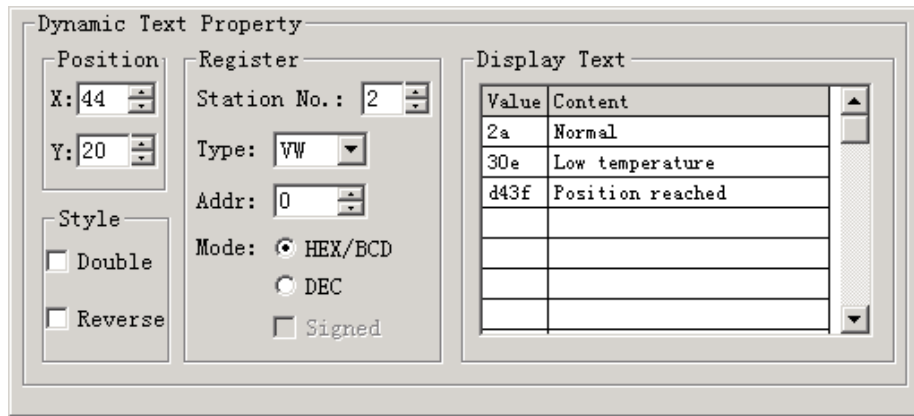 Dynamic Text Property
Position
X: 44
Y: 20
Style
Double
Reverse
Register
Station No.: 2
Type: VW
Addr: 0
Mode: HEX/BCD
DEC
Signed
Display Text
Value Content
2a Normal
30e Low temperature
d43f Position reached